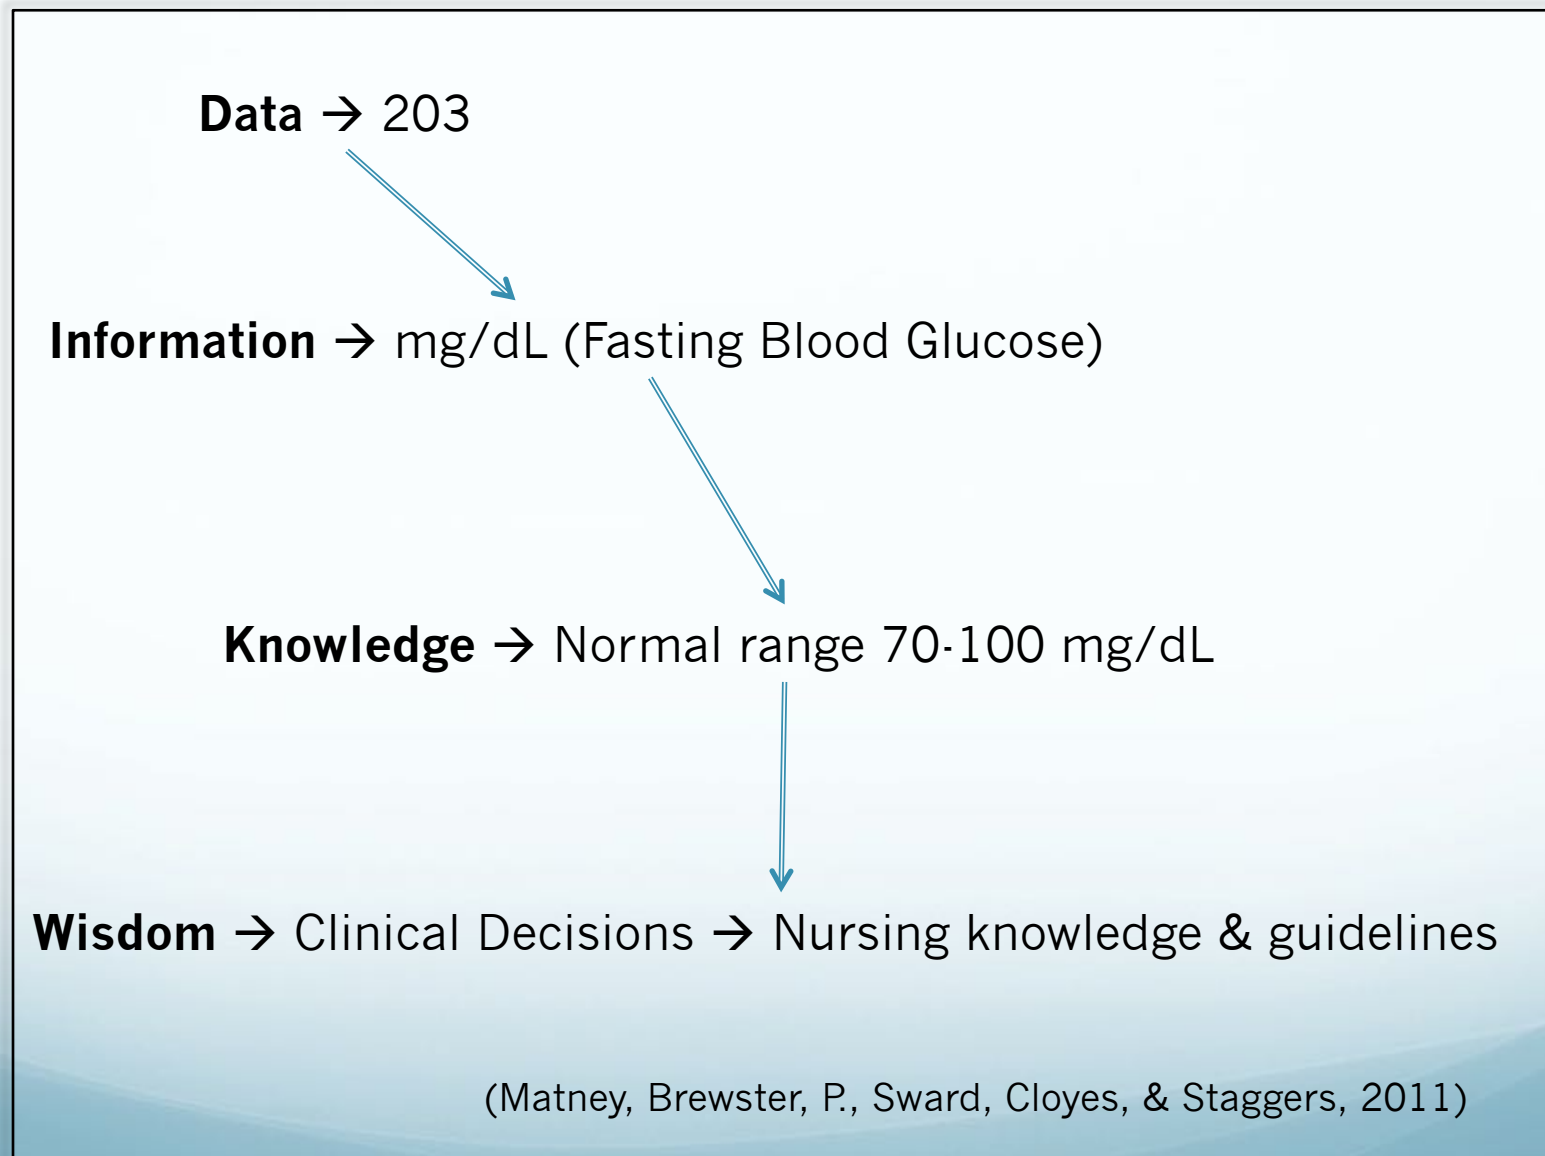 Data → 203
Information → mg/dL (Fasting Blood Glucose)
Knowledge → Normal range 70-100 mg/dL
Wisdom → Clinical Decisions → Nursing knowledge & guidelines
(Matney, Brewster, P., Sward, Cloyes, & Staggers, 2011)